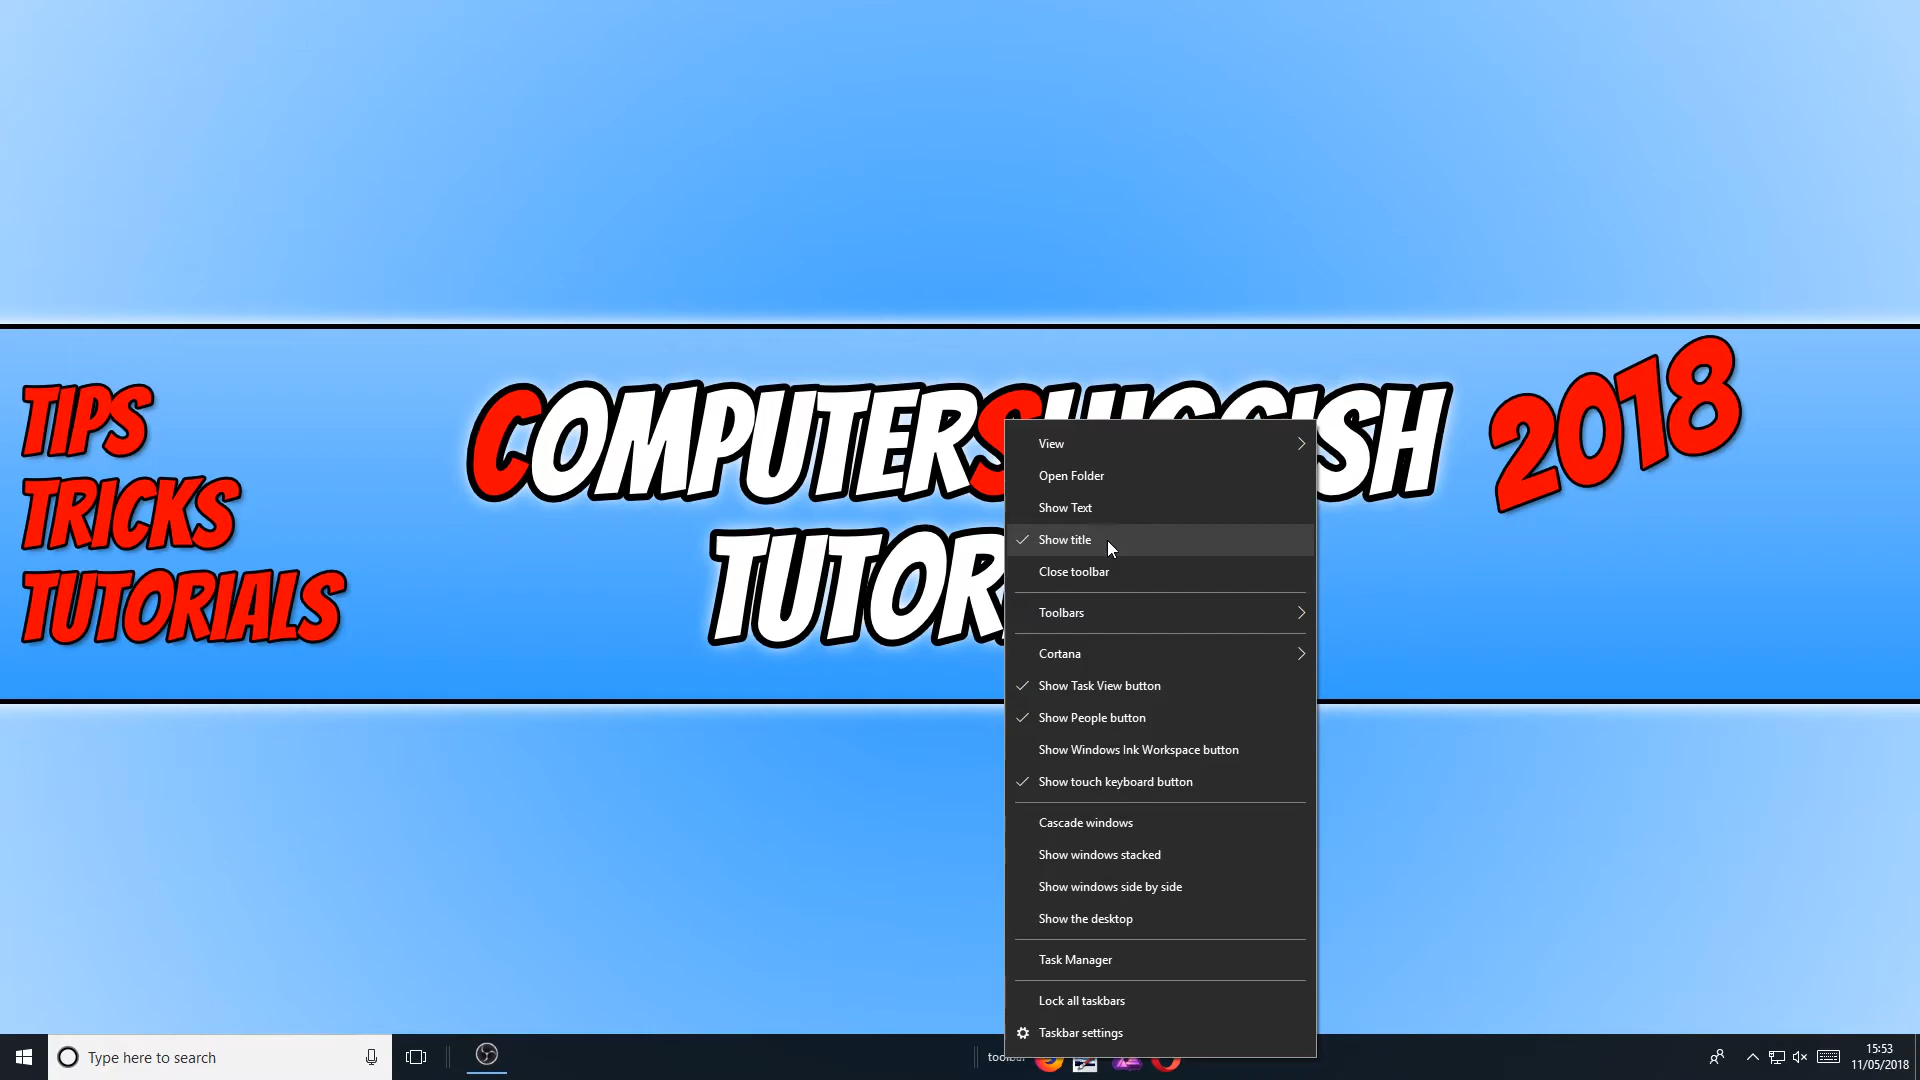 TIPS
TRICKS
TUTORIALS
2018
View
Open Folder
Show Text
Show title
Close toolbar
Toolbars
Cortana
Show Task View button
Show People button
Show Windows Ink Workspace button
Show touch keyboard button
Cascade windows
Show windows stacked
Show windows side by side
Show the desktop
Task Manager
Lock all taskbars
Taskbar settings
Type here to search
15:53
11/05/2018